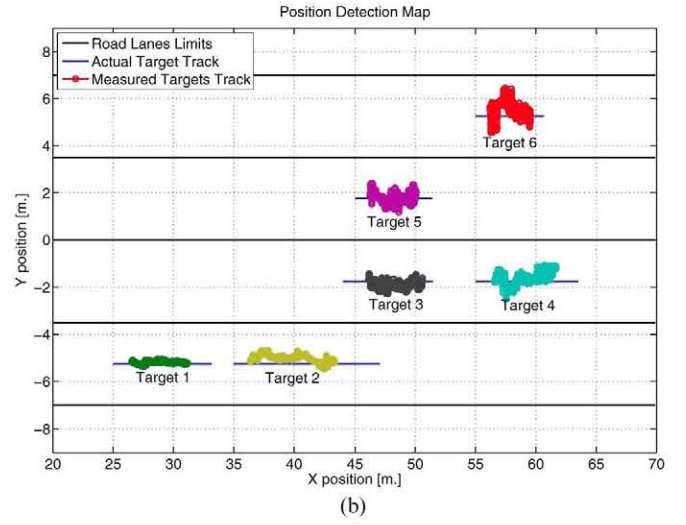 Position Detection Map
Road Lanes Limits
Actual Target Track
Measured Targets Track
8
6
4
2
0
−2
−4
−6
−8
Y position [m.]
Target 6
Target 5
Target 3
Target 4
Target 1
Target 2
20 25 30 35 40 45 50 55 60 65 70
X position [m.]
(b)